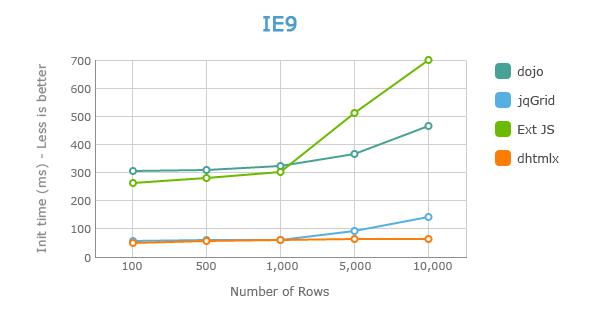 IE9
Init time (ms) - Less is better
700
600
500
400
300
200
100
0
100 500 1,000 5,000 10,000
Number of Rows
dojo
jqGrid
Ext JS
dhtmlx